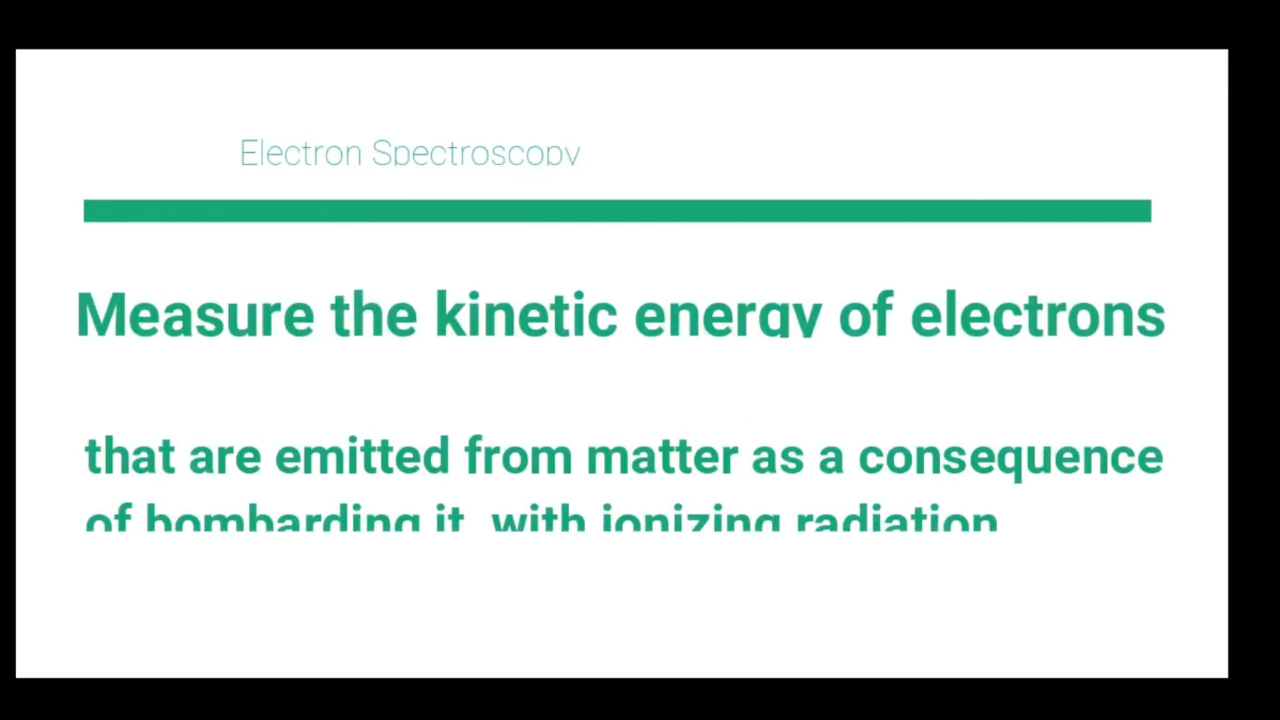 Electron Spectroscopy
Measure the kinetic energy of electrons
that are emitted from matter as a consequence
of bombarding it with ionizing radiation